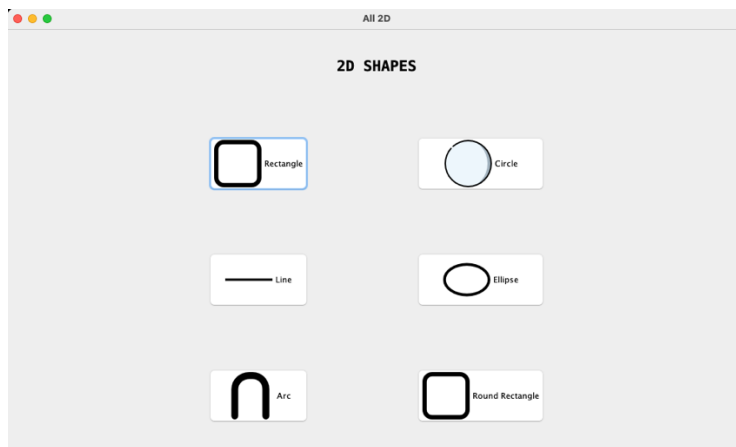 All 2D
2D SHAPES
Rectangle
Circle
Line
Ellipse
Arc
Round Rectangle